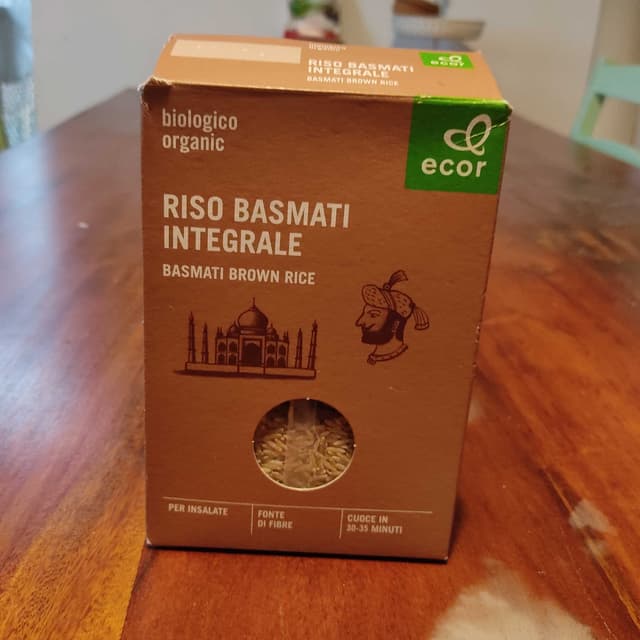 RISO BASMATI
INTEGRALE
BASMATI BROWN RICE
ecor
biologico
organic
ecor
RISO BASMATI
INTEGRALE
BASMATI BROWN RICE
PER INSALATE
FONTE
DI FIBRE
CUOCE IN
30-35 MINUTI